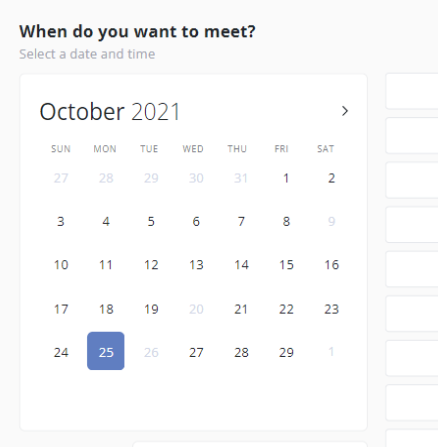 When do you want to meet?
Select a date and time
October 2021
SUN MON TUE WED THU FRI SAT
27 28 29 30 31 1 2
3 4 5 6 7 8 9
10 11 12 13 14 15 16
17 18 19 20 21 22 23
24 25 26 27 28 29 1